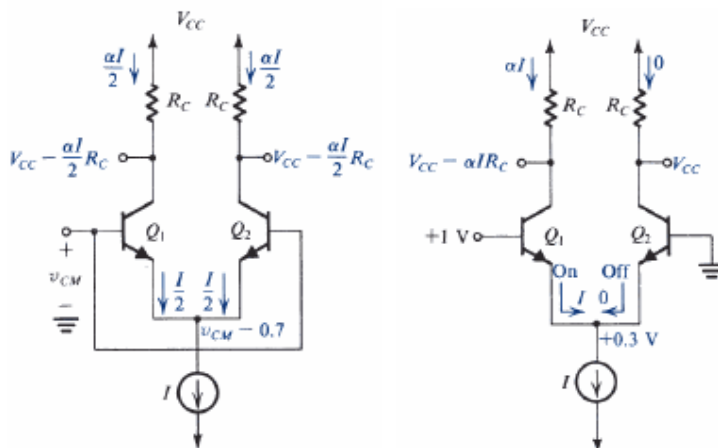 V_CC
αI/2 αI/2
R_C R_C
V_CC − αI/2 R_C
V_CC − αI/2 R_C
+
v_CM
−
Q_1 Q_2
I/2 I/2
v_CM − 0.7
I
V_CC
αI 0
R_C R_C
V_CC − αIR_C
V_CC
+1 V
Q_1 Q_2
On Off
I 0
+0.3 V
I